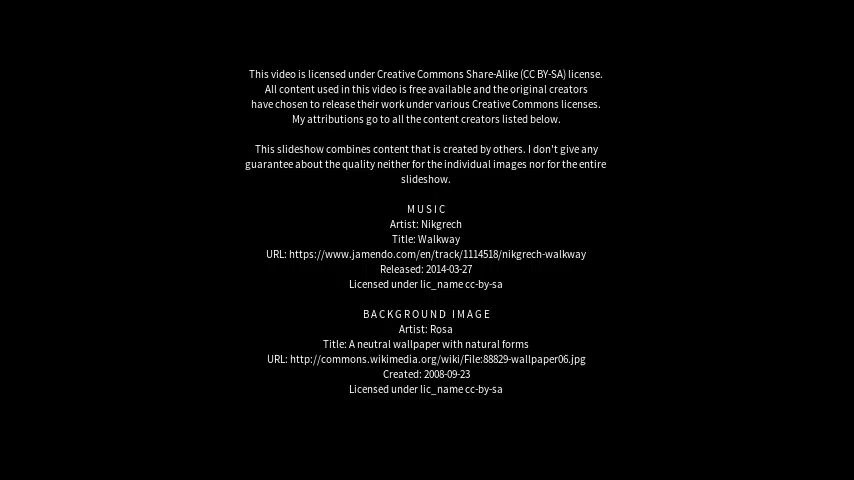 This video is licensed under Creative Commons Share-Alike (CC BY-SA) license.
All content used in this video is free available and the original creators
have chosen to release their work under various Creative Commons licenses.
My attributions go to all the content creators listed below.
This slideshow combines content that is created by others. I don't give any
guarantee about the quality neither for the individual images nor for the entire
slideshow.
MUSIC
Artist: Nikgrech
Title: Walkway
URL: https://www.jamendo.com/en/track/1114518/nikgrech-walkway
Released: 2014-03-27
Licensed under lic_name cc-by-sa
BACKGROUND IMAGE
Artist: Rosa
Title: A neutral wallpaper with natural forms
URL: http://commons.wikimedia.org/wiki/File:88829-wallpaper06.jpg
Created: 2008-09-23
Licensed under lic_name cc-by-sa